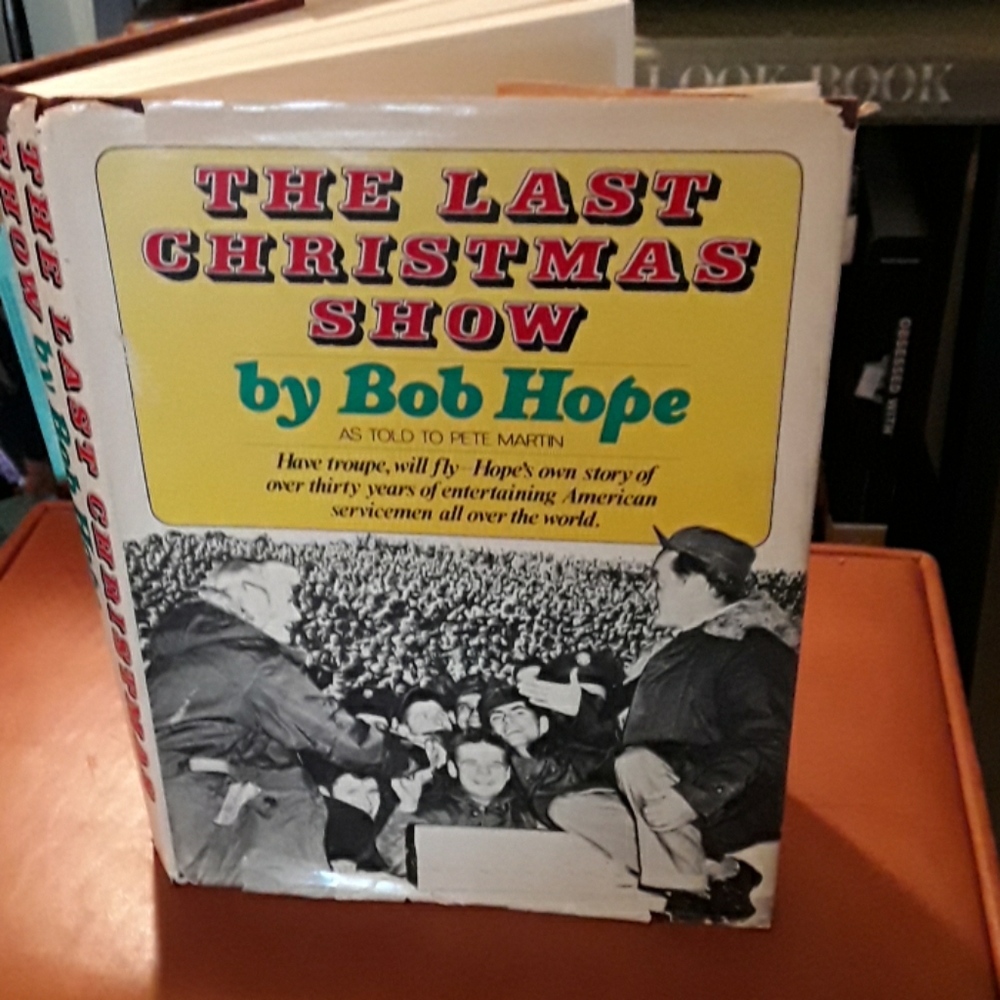 THE LAST
CHRISTMAS
SHOW
by Bob Hope
AS TOLD TO PETE MARTIN
Have troupe, will fly—Hope's own story of
over thirty years of entertaining American
servicemen all over the world.
THE LAST CHRISTMAS
SHOW by Bob Hope
LOOK BOOK
OBSESSED WITH